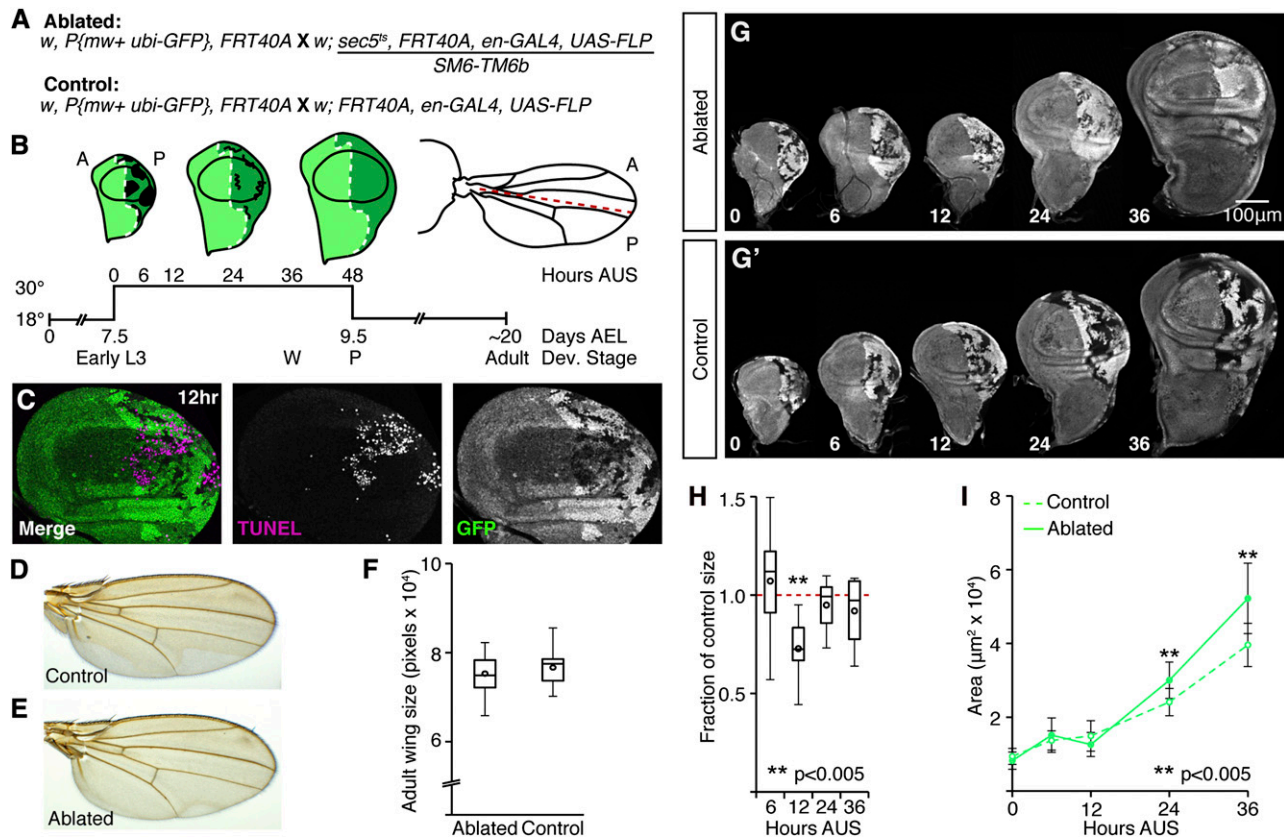 A Ablated:
w, P{mw+ ubi-GFP}, FRT40A X w; sec5ts, FRT40A, en-GAL4, UAS-FLP
SM6-TM6b
Control:
w, P{mw+ ubi-GFP}, FRT40A X w; FRT40A, en-GAL4, UAS-FLP
B
A P
A
P
0 6 12 24 36 48 Hours AUS
30°
18°
0 7.5 9.5 ~20 Days AEL
Early L3 W P Adult Dev. Stage
C 12hr
Merge TUNEL GFP
D
Control
E
Ablated
F
Adult wing size (pixels x 10⁴)
10
8
6
Ablated Control
G
Ablated
0 6 12 24 36
100µm
G'
Control
0 6 12 24 36
H
Fraction of control size
1.5
1.0
0.5
**
** p<0.005
6 12 24 36
Hours AUS
I
Control
Ablated
Area (µm² x 10⁴)
8
6
4
2
**
**
** p<0.005
0 12 24 36
Hours AUS